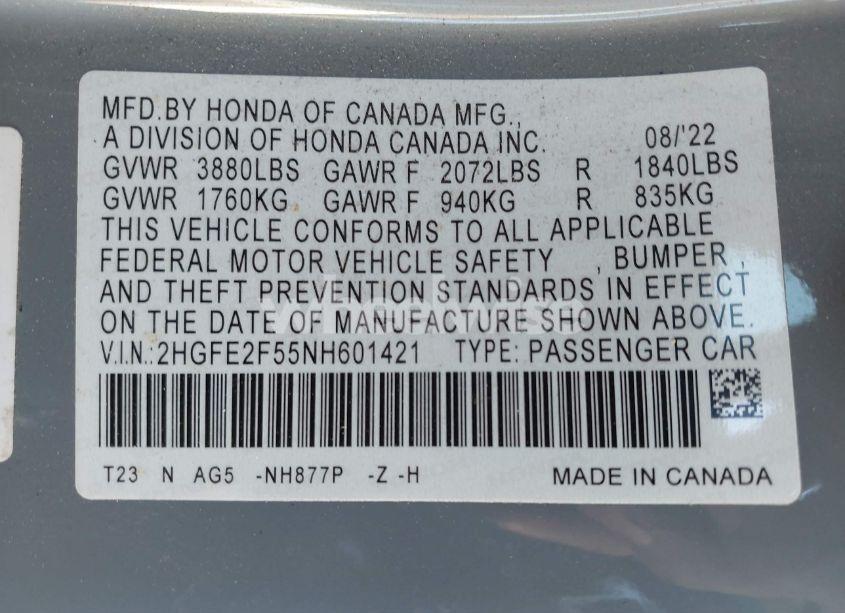 MFD.BY HONDA OF CANADA MFG.,
A DIVISION OF HONDA CANADA INC. 08/'22
GVWR 3880LBS GAWR F 2072LBS R 1840LBS
GVWR 1760KG GAWR F 940KG R 835KG
THIS VEHICLE CONFORMS TO ALL APPLICABLE
FEDERAL MOTOR VEHICLE SAFETY , BUMPER ,
AND THEFT PREVENTION STANDARDS IN EFFECT
ON THE DATE OF MANUFACTURE SHOWN ABOVE.
V.I.N.:2HGFE2F55NH601421 TYPE: PASSENGER CAR
T23 N AG5 -NH877P -Z -H MADE IN CANADA